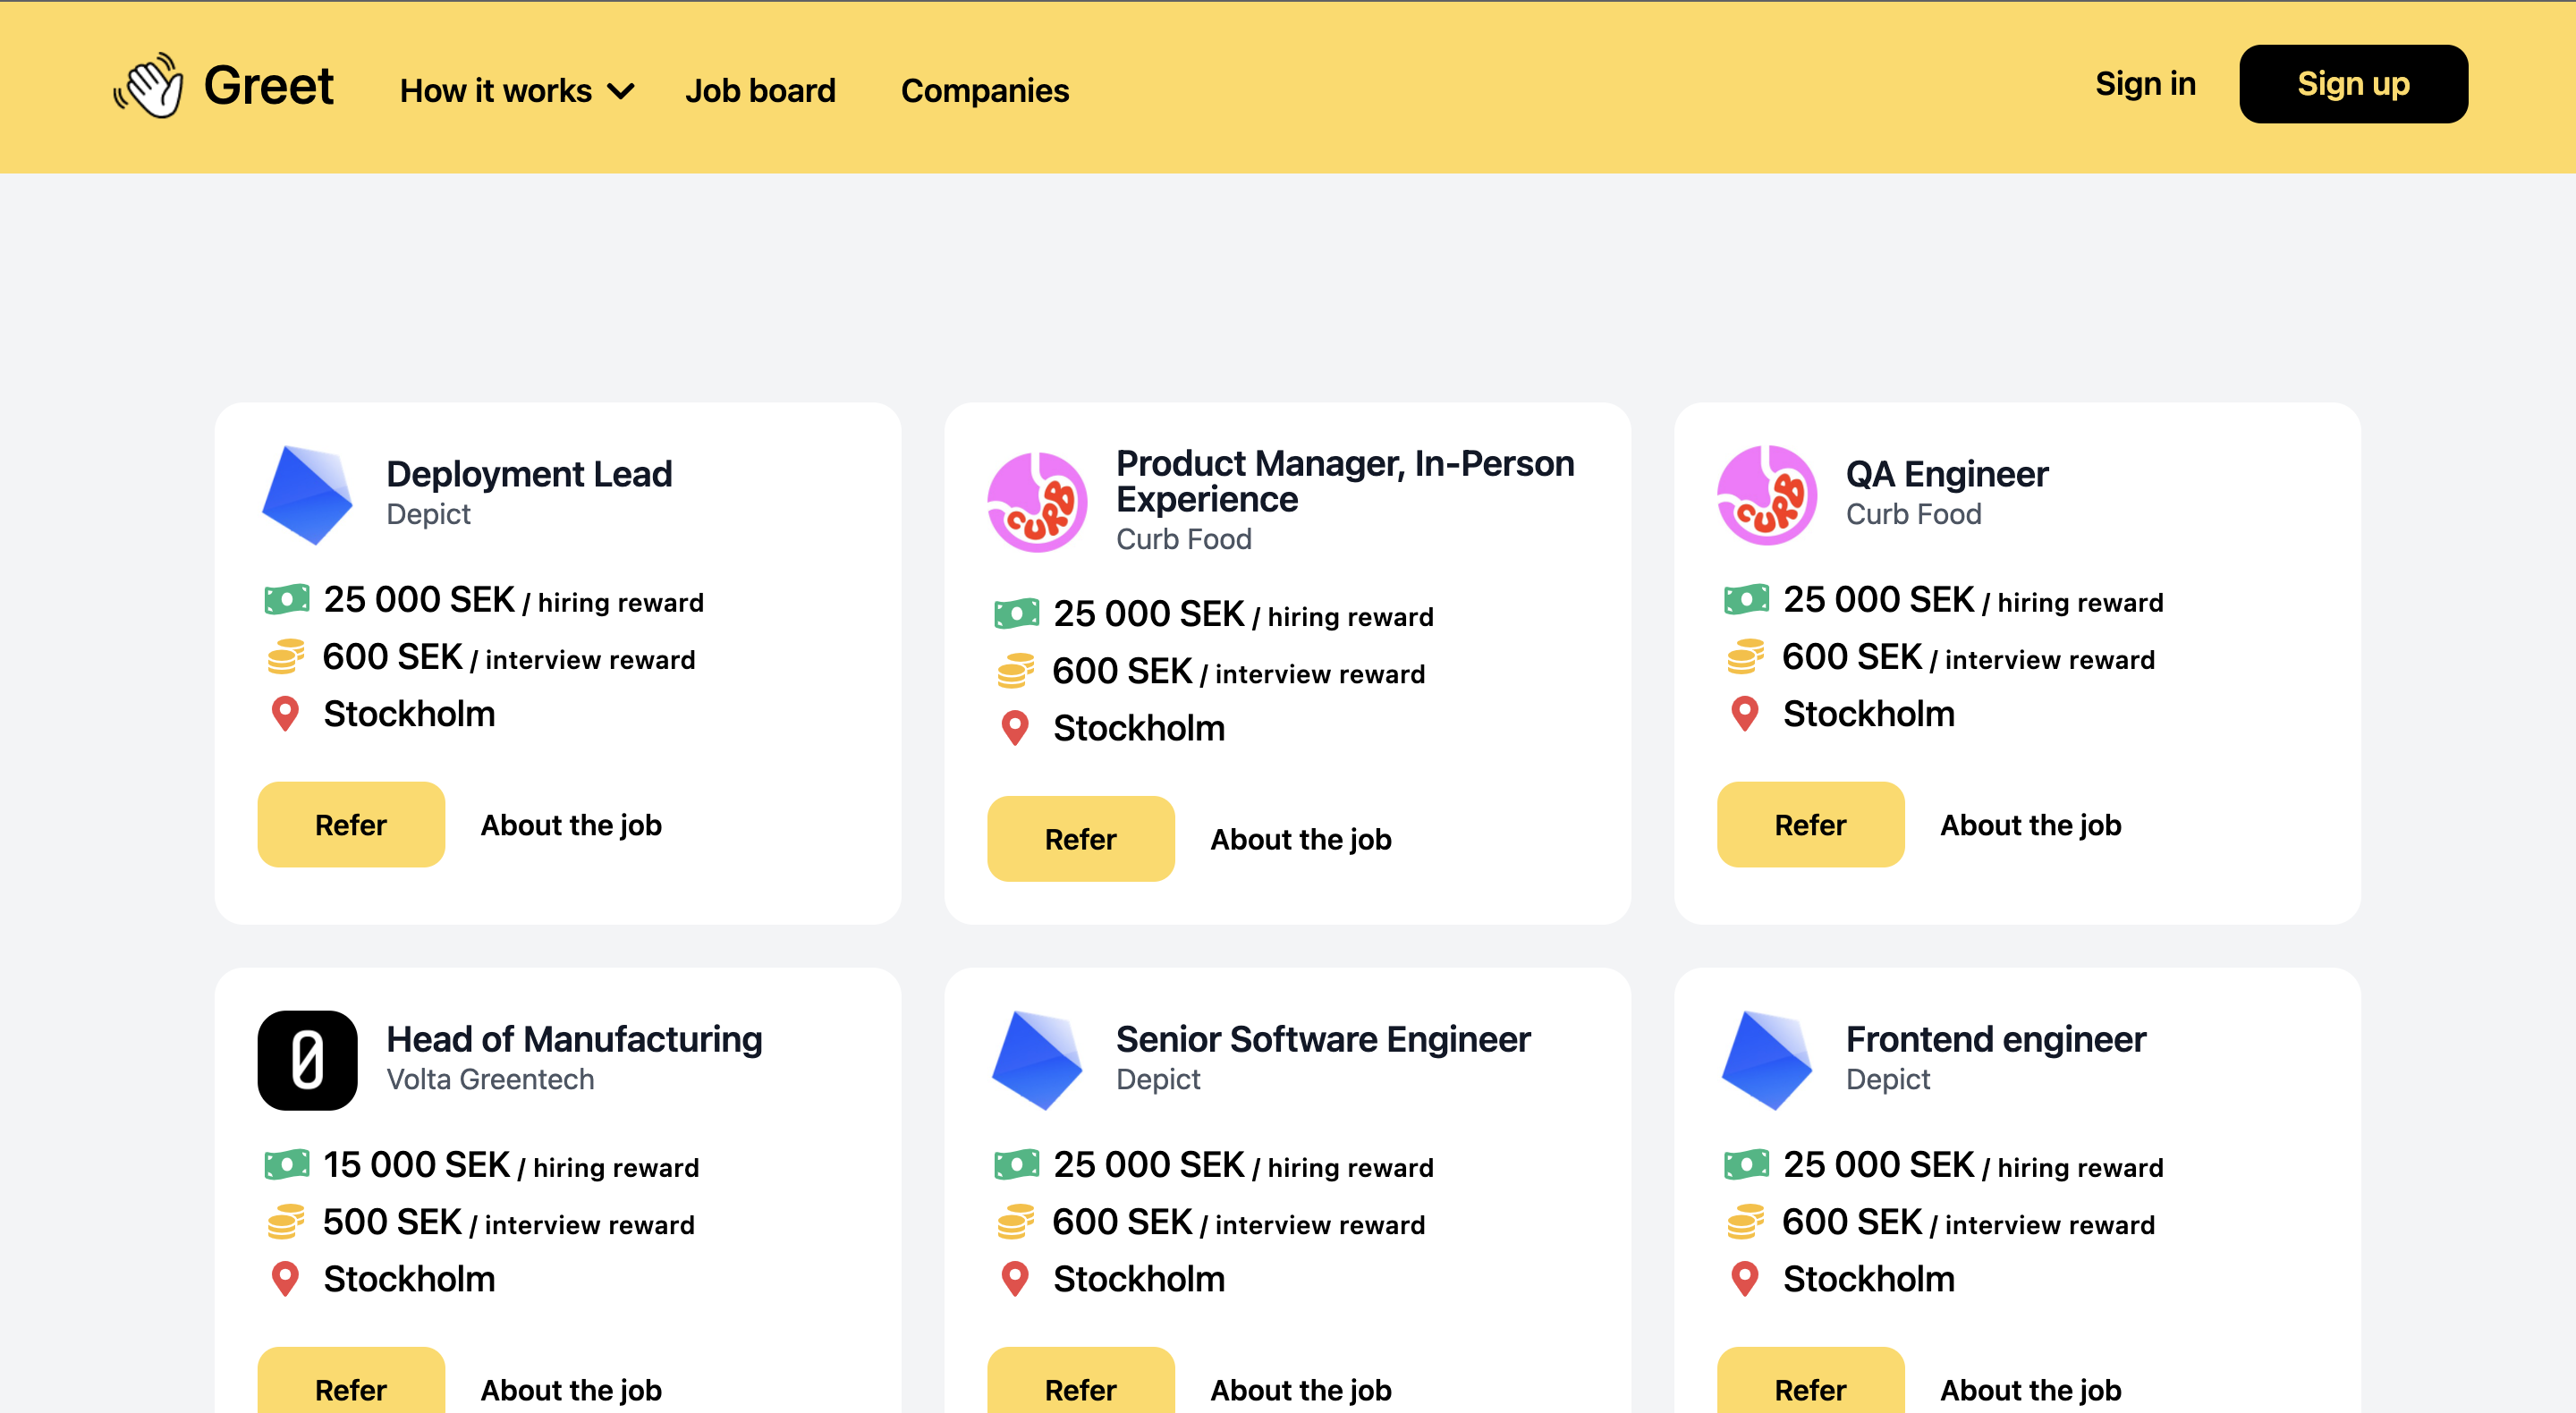 Greet
How it works
Job board
Companies
Sign in
Sign up
Deployment Lead
Depict
25 000 SEK / hiring reward
600 SEK / interview reward
Stockholm
Refer
About the job
CURB
Product Manager, In-Person
Experience
Curb Food
25 000 SEK / hiring reward
600 SEK / interview reward
Stockholm
Refer
About the job
CURB
QA Engineer
Curb Food
25 000 SEK / hiring reward
600 SEK / interview reward
Stockholm
Refer
About the job
0
Head of Manufacturing
Volta Greentech
15 000 SEK / hiring reward
500 SEK / interview reward
Stockholm
Refer
About the job
Senior Software Engineer
Depict
25 000 SEK / hiring reward
600 SEK / interview reward
Stockholm
Refer
About the job
Frontend engineer
Depict
25 000 SEK / hiring reward
600 SEK / interview reward
Stockholm
Refer
About the job